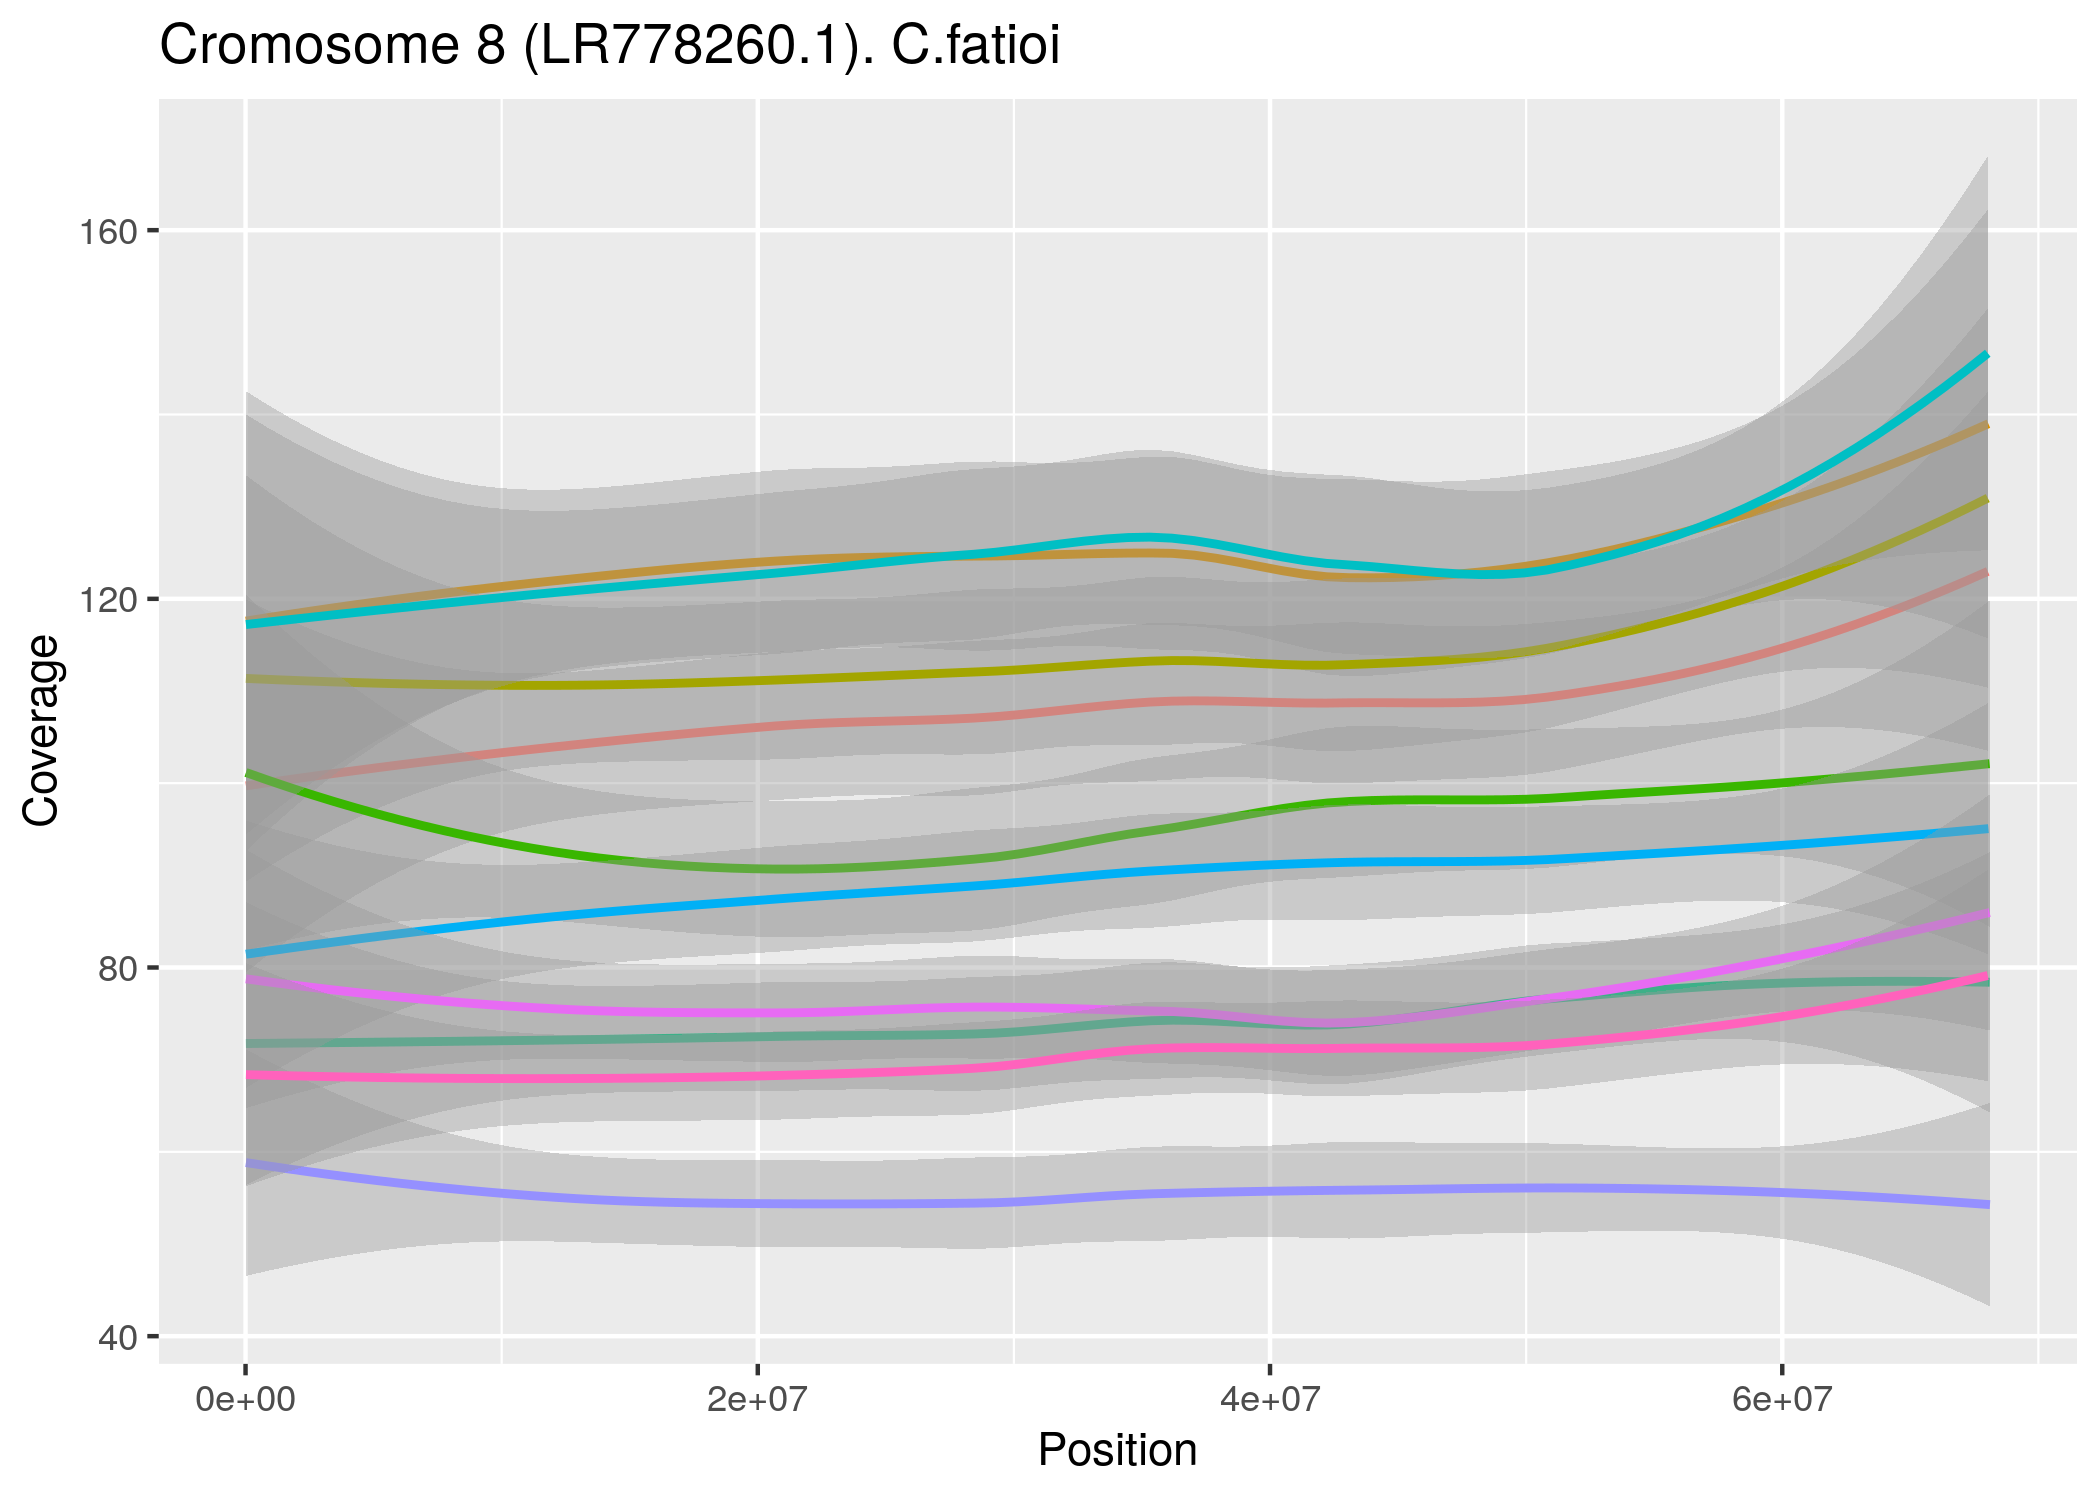 Cromosome 8 (LR778260.1). C.fatioi
160
120
80
40
Coverage
0e+00 2e+07 4e+07 6e+07
Position